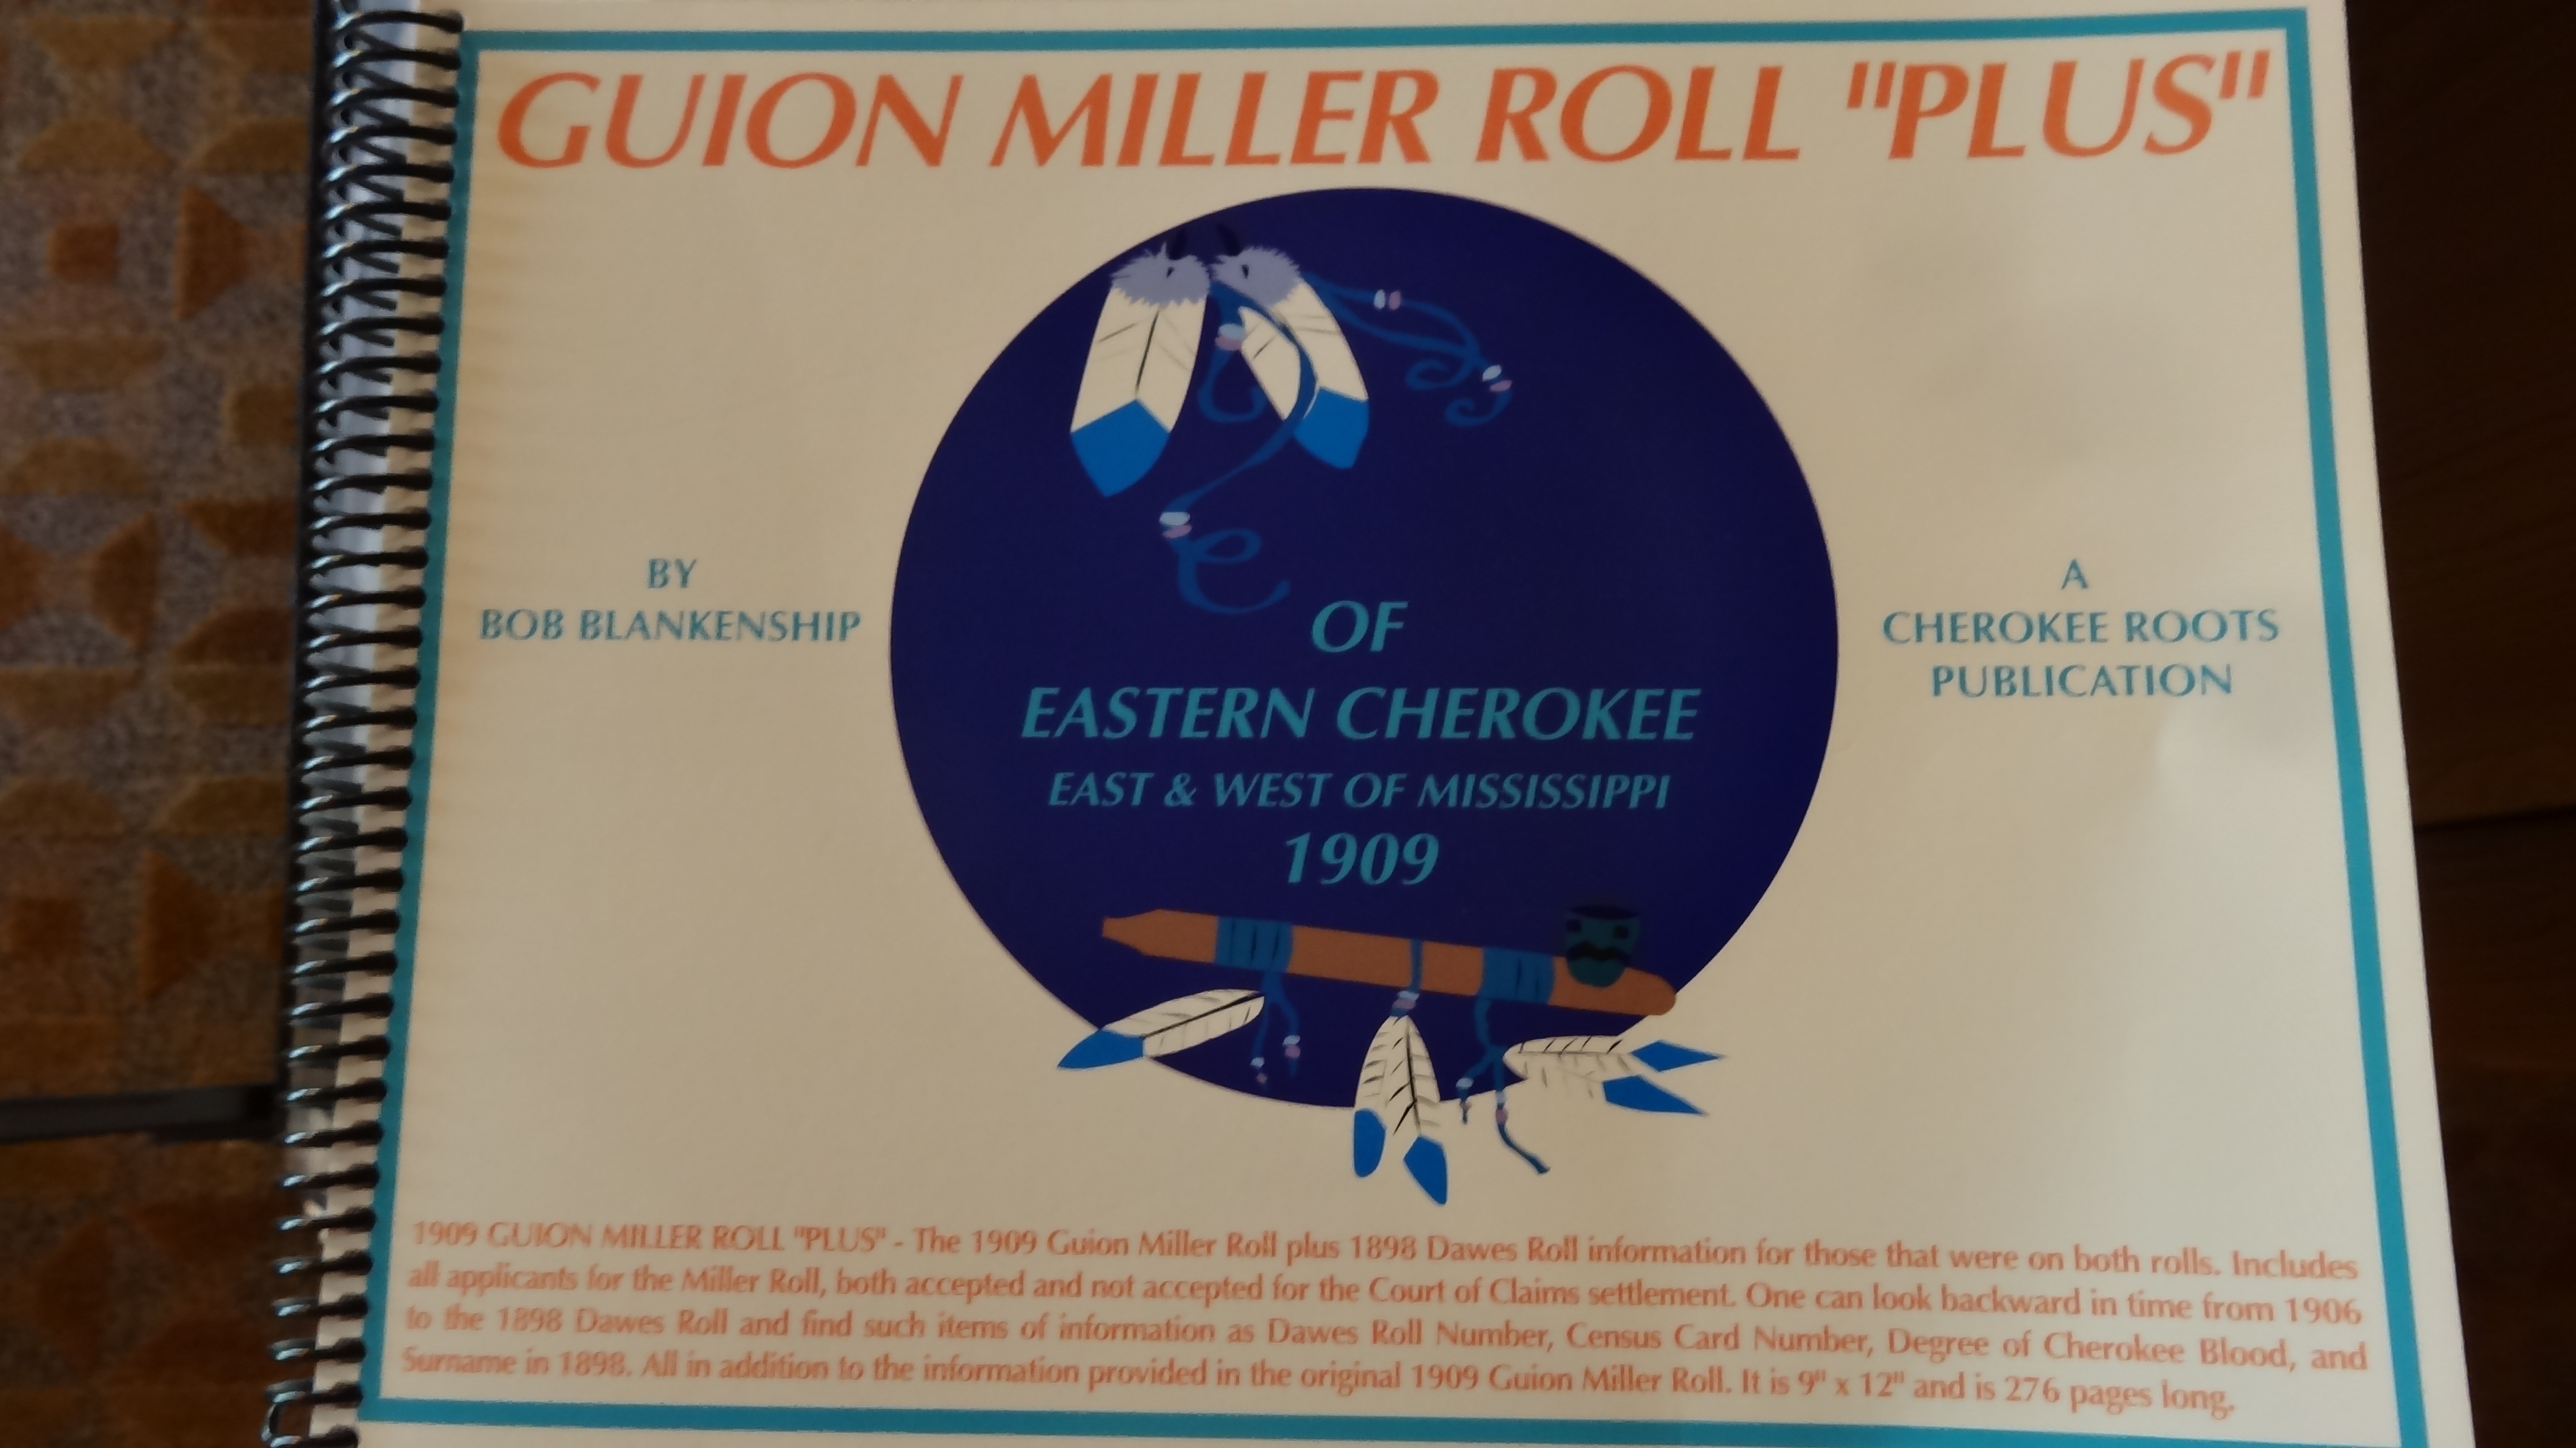 GUION MILLER ROLL "PLUS"
BY
BOB BLANKENSHIP
OF
EASTERN CHEROKEE
EAST & WEST OF MISSISSIPPI
1909
A
CHEROKEE ROOTS
PUBLICATION
1909 GUION MILLER ROLL "PLUS" - The 1909 Guion Miller Roll plus 1898 Dawes Roll information for those that were on both rolls. Includes
all applicants for the Miller Roll, both accepted and not accepted for the Court of Claims settlement. One can look backward in time from 1906
to the 1898 Dawes Roll and find such items of information as Dawes Roll Number, Census Card Number, Degree of Cherokee Blood, and
Surname in 1898. All in addition to the information provided in the original 1909 Guion Miller Roll. It is 9" x 12" and is 276 pages long.